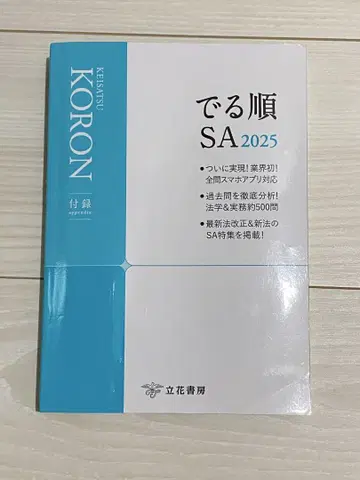 KEISATSU
KORON
付録
appendix
でる順
SA2025
●ついに実現!業界初!
全問スマホアプリ対応
●過去問を徹底分析!
法学&実務約500問
●最新法改正&新法の
SA特集を掲載!
立花書房